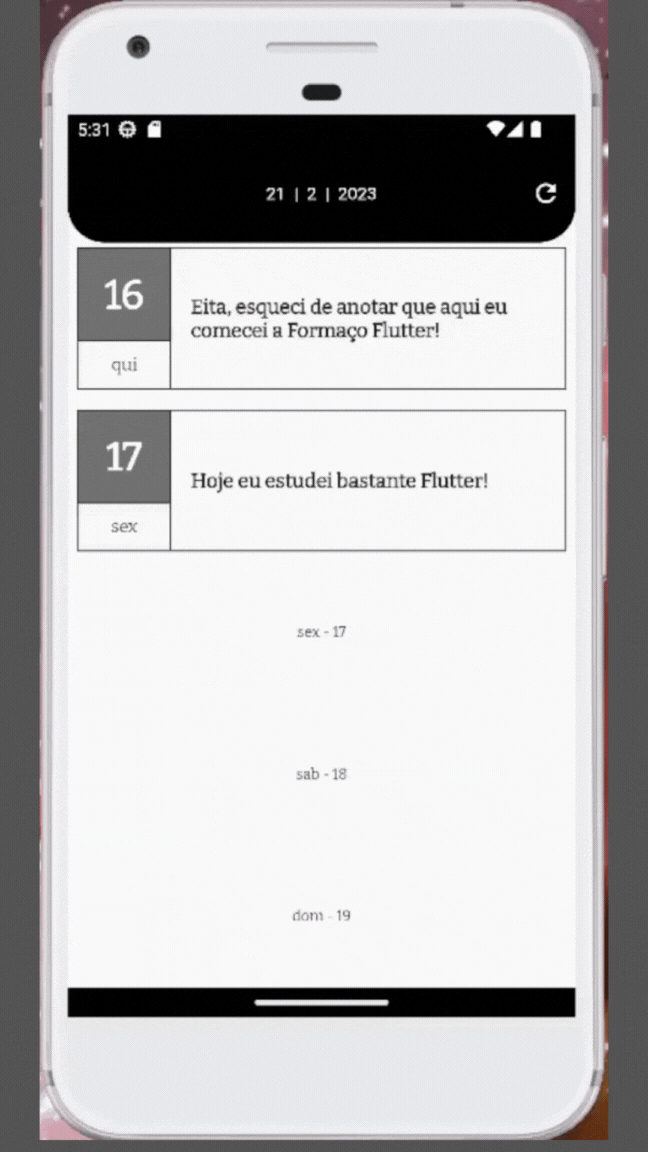 5:31
21 | 2 | 2023
16
Eita, esqueci de anotar que aqui eu
comecei a Formaço Flutter!
qui
17
Hoje eu estudei bastante Flutter!
sex
sex - 17
sab - 18
dom - 19